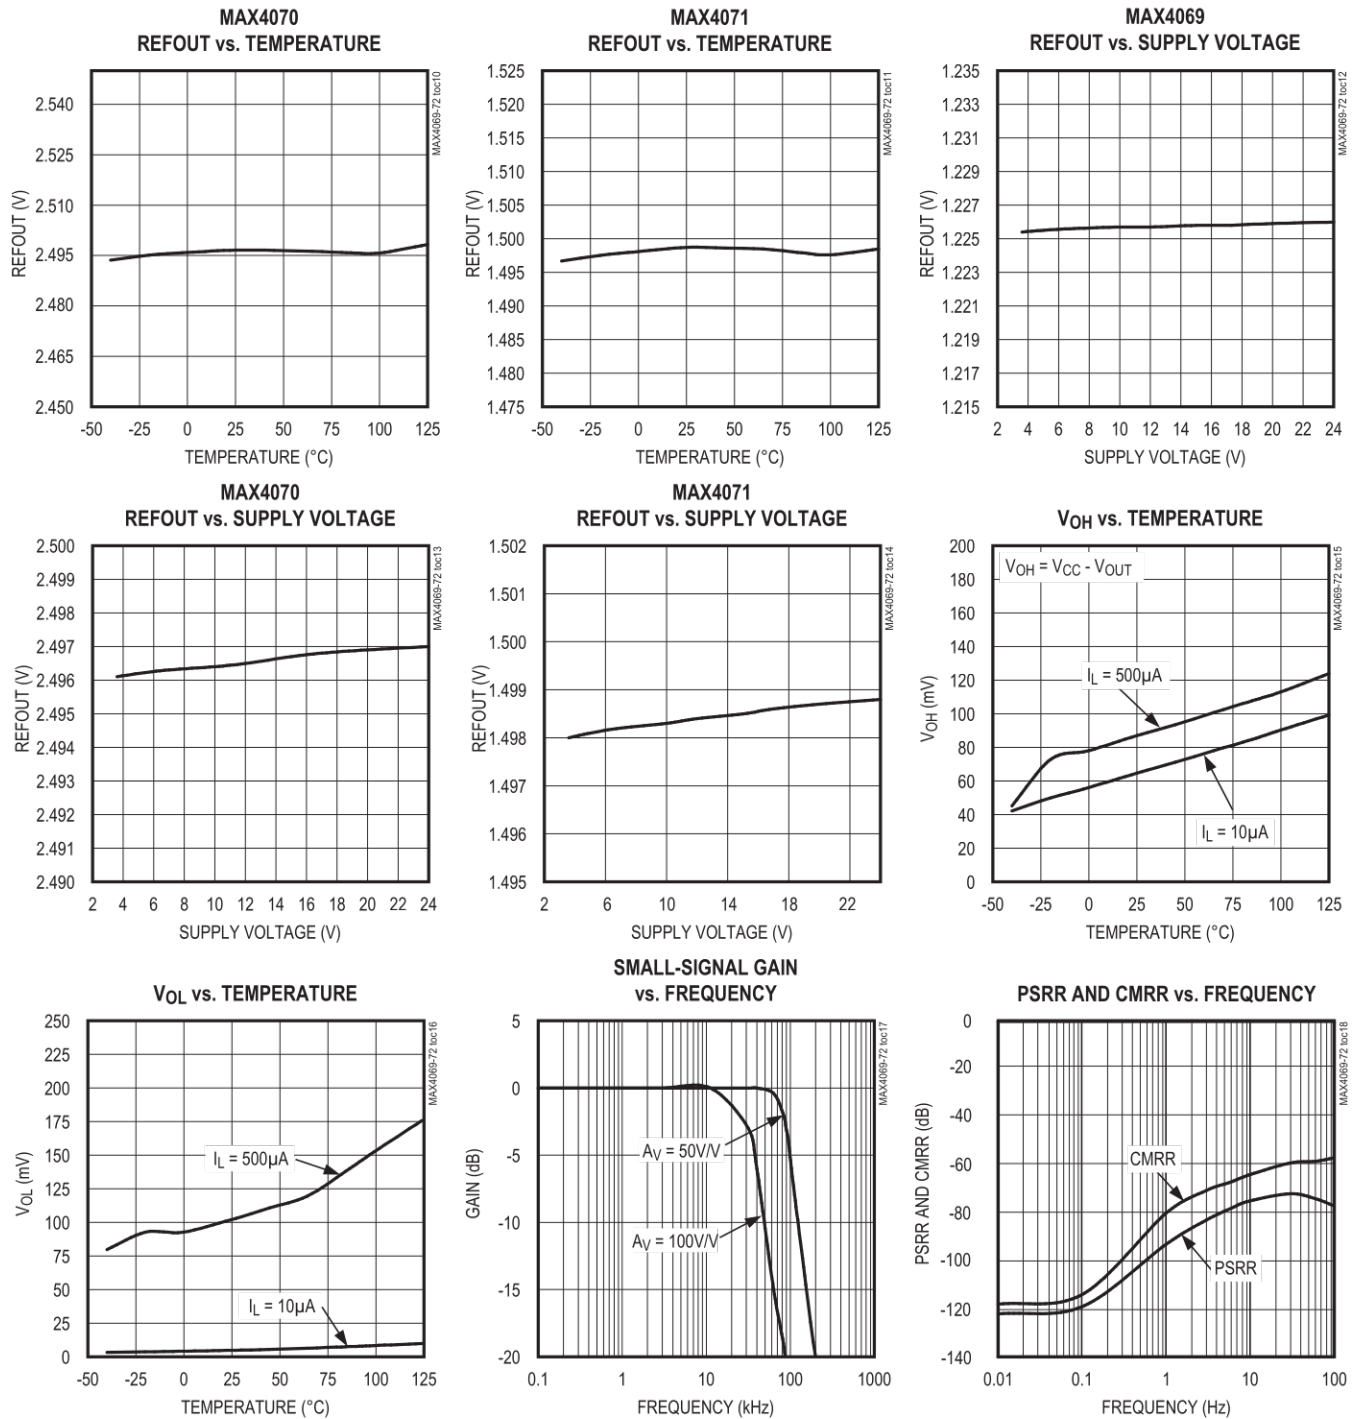 MAX4070
REFOUT vs. TEMPERATURE
2.540
2.525
2.510
2.495
2.480
2.465
2.450
REFOUT (V)
-50 -25 0 25 50 75 100 125
TEMPERATURE (°C)
MAX4069-72 toc10
MAX4071
REFOUT vs. TEMPERATURE
1.525
1.520
1.515
1.510
1.505
1.500
1.495
1.490
1.485
1.480
1.475
REFOUT (V)
-50 -25 0 25 50 75 100 125
TEMPERATURE (°C)
MAX4069-72 toc11
MAX4069
REFOUT vs. SUPPLY VOLTAGE
1.235
1.233
1.231
1.229
1.227
1.225
1.223
1.221
1.219
1.217
1.215
REFOUT (V)
2 4 6 8 10 12 14 16 18 20 22 24
SUPPLY VOLTAGE (V)
MAX4069-72 toc12
MAX4070
REFOUT vs. SUPPLY VOLTAGE
2.500
2.499
2.498
2.497
2.496
2.495
2.494
2.493
2.492
2.491
2.490
REFOUT (V)
2 4 6 8 10 12 14 16 18 20 22 24
SUPPLY VOLTAGE (V)
MAX4069-72 toc13
MAX4071
REFOUT vs. SUPPLY VOLTAGE
1.502
1.501
1.500
1.499
1.498
1.497
1.496
1.495
REFOUT (V)
2 6 10 14 18 22
SUPPLY VOLTAGE (V)
MAX4069-72 toc14
VOH vs. TEMPERATURE
200
180
160
140
120
100
80
60
40
20
0
VOH (mV)
VOH = VCC - VOUT
IL = 500µA
IL = 10µA
-50 -25 0 25 50 75 100 125
TEMPERATURE (°C)
MAX4069-72 toc15
VOL vs. TEMPERATURE
250
225
200
175
150
125
100
75
50
25
0
VOL (mV)
IL = 500µA
IL = 10µA
-50 -25 0 25 50 75 100 125
TEMPERATURE (°C)
MAX4069-72 toc16
SMALL-SIGNAL GAIN
vs. FREQUENCY
5
0
-5
-10
-15
-20
GAIN (dB)
AV = 50V/V
AV = 100V/V
0.1 1 10 100 1000
FREQUENCY (kHz)
MAX4069-72 toc17
PSRR AND CMRR vs. FREQUENCY
0
-20
-40
-60
-80
-100
-120
-140
PSRR AND CMRR (dB)
CMRR
PSRR
0.01 0.1 1 10 100
FREQUENCY (Hz)
MAX4069-72 toc18